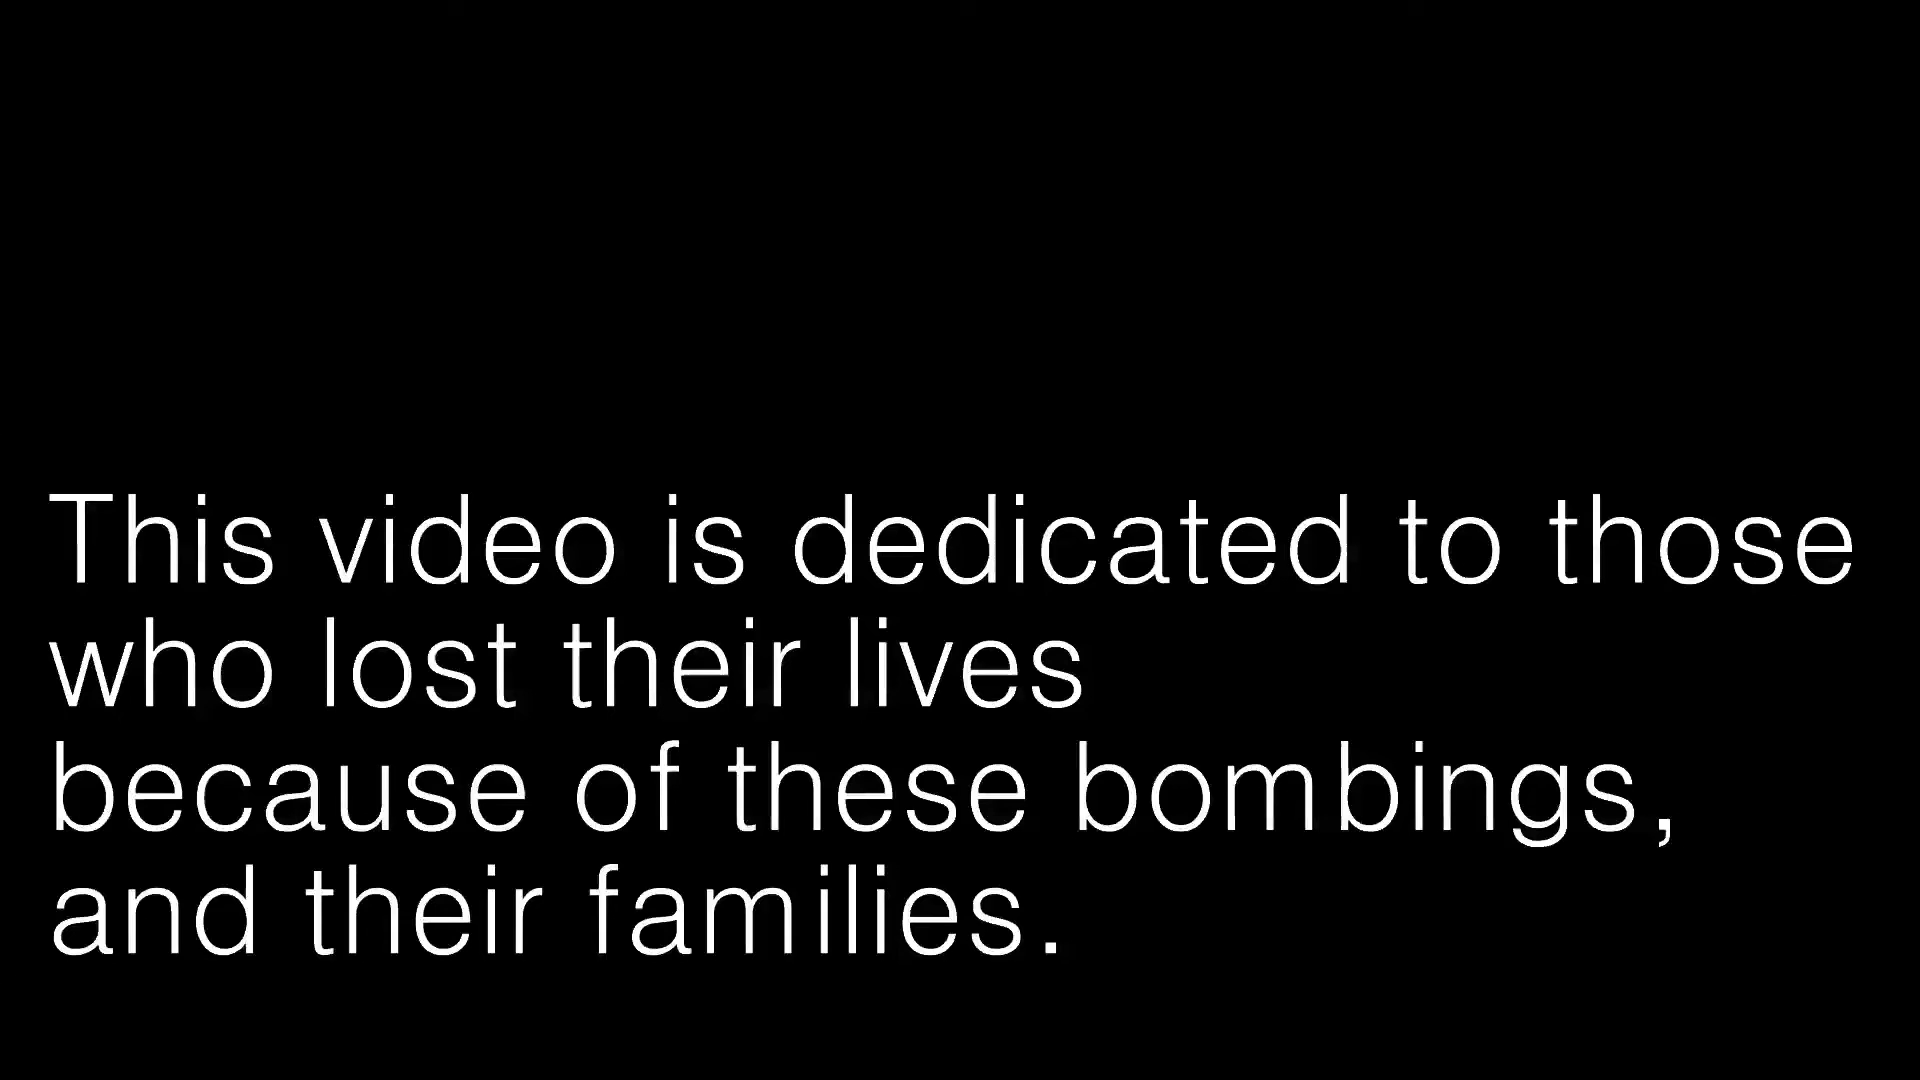 This video is dedicated to those
who lost their lives
because of these bombings,
and their families.